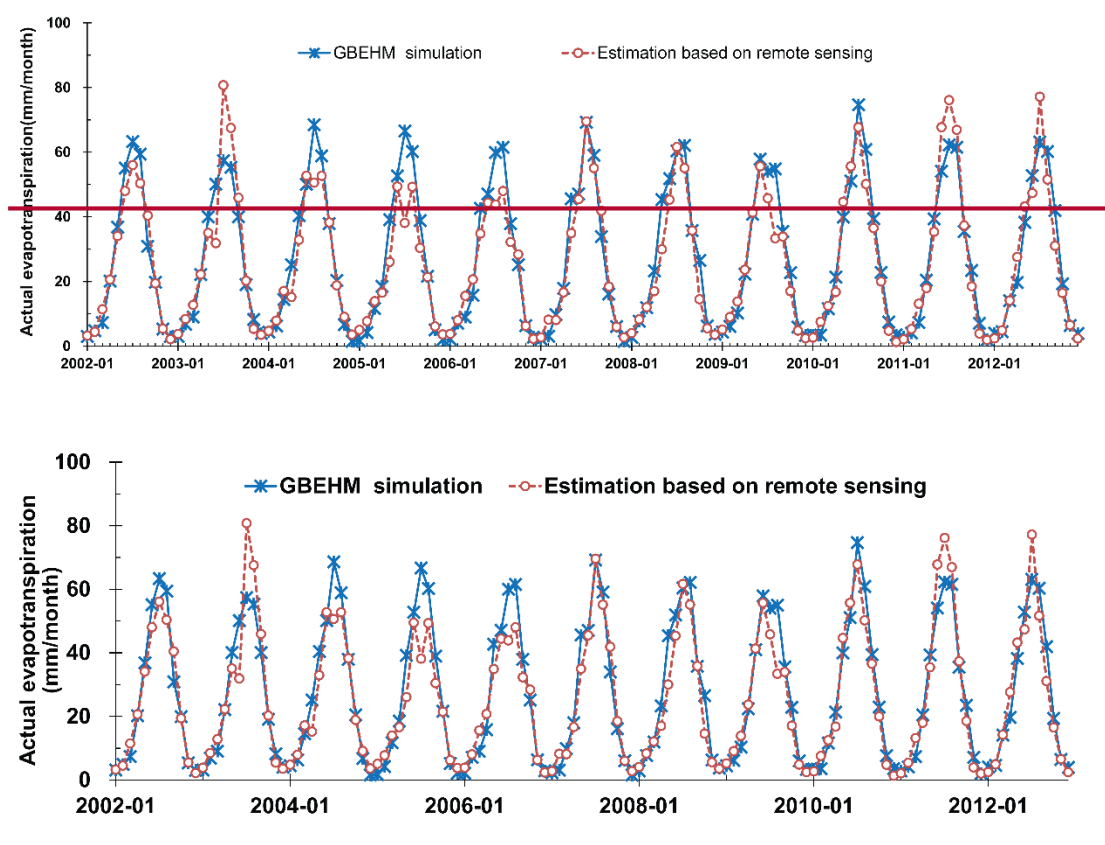 100
GBEHM simulation
Estimation based on remote sensing
80
60
40
20
0
Actual evapotranspiration(mm/month)
2002-01 2003-01 2004-01 2005-01 2006-01 2007-01 2008-01 2009-01 2010-01 2011-01 2012-01
100
GBEHM simulation
Estimation based on remote sensing
80
60
40
20
0
Actual evapotranspiration
(mm/month)
2002-01 2004-01 2006-01 2008-01 2010-01 2012-01